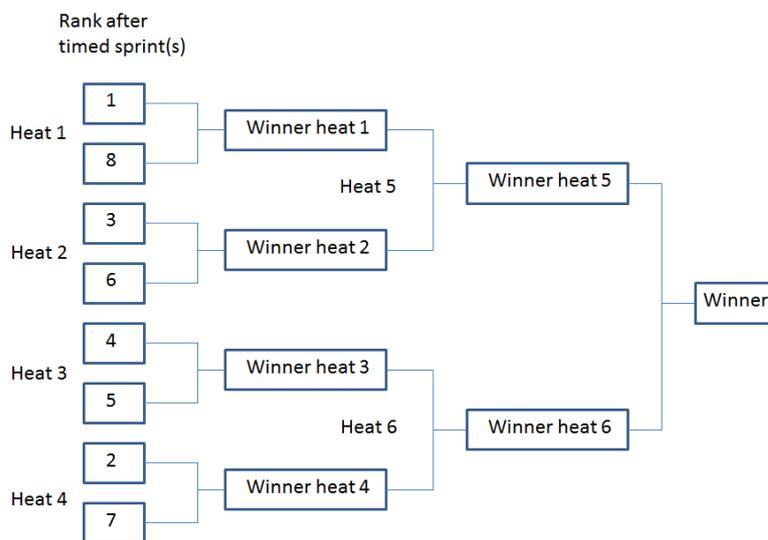 Rank after
timed sprint(s)
Heat 1
1
8
Winner heat 1
Heat 5
Winner heat 5
Heat 2
3
6
Winner heat 2
Winner
Heat 3
4
5
Winner heat 3
Heat 6
Winner heat 6
Heat 4
2
7
Winner heat 4